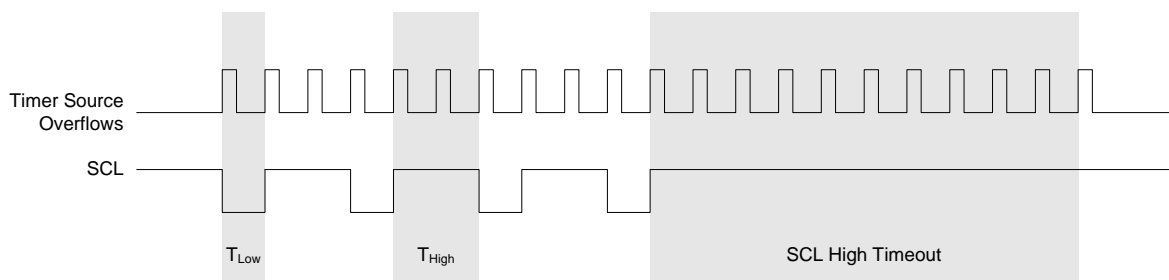 Timer Source
Overflows
SCL
TLow
THigh
SCL High Timeout